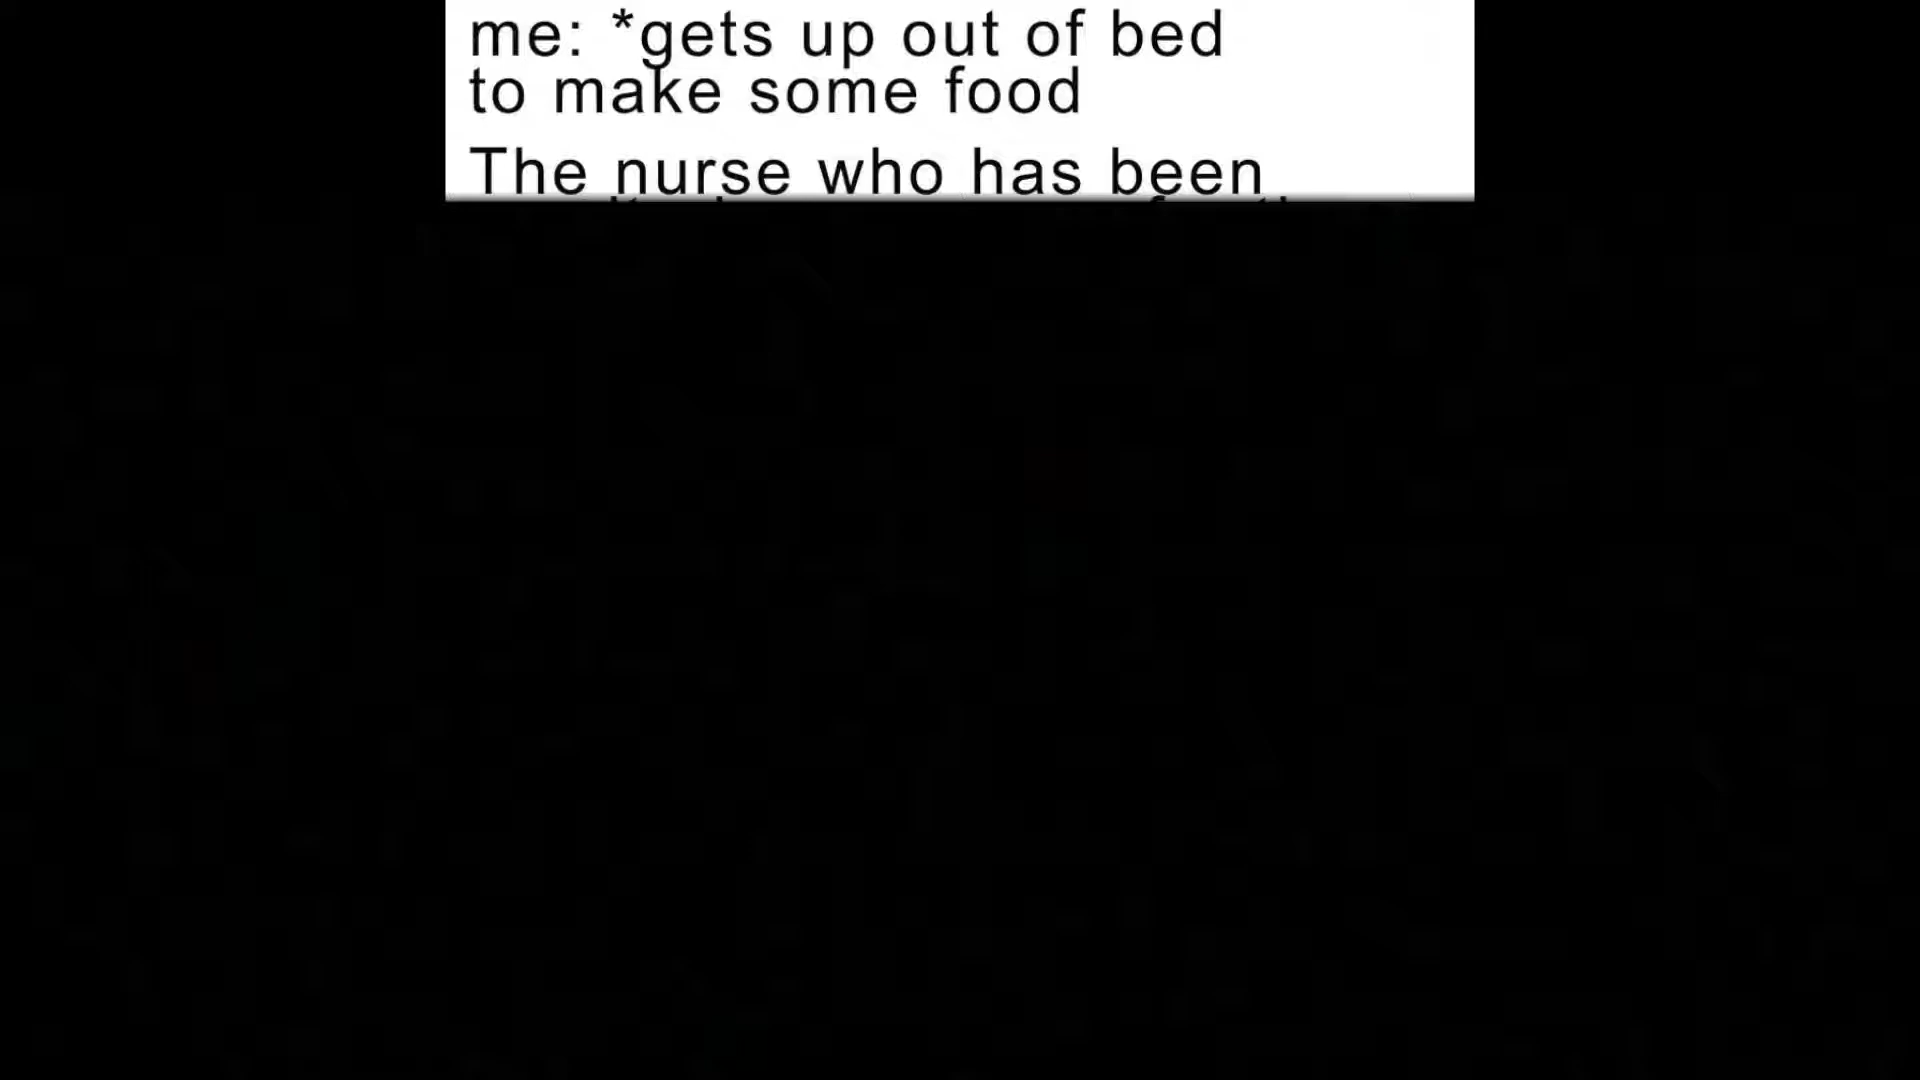 me: *gets up out of bed
to make some food
The nurse who has been